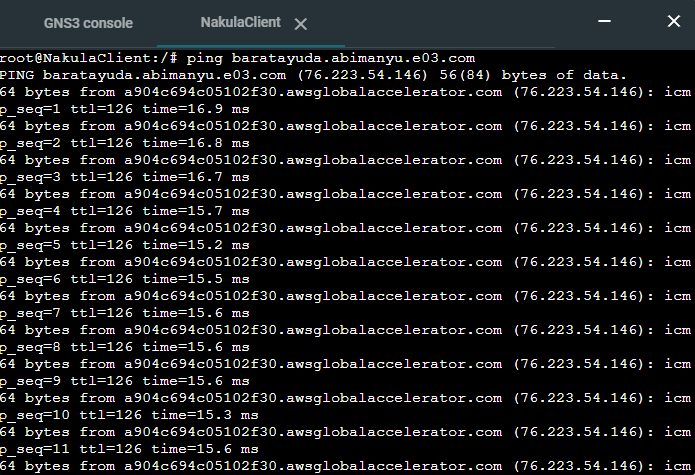 GNS3 console
NakulaClient
root@NakulaClient:/# ping baratayuda.abimanyu.e03.com
PING baratayuda.abimanyu.e03.com (76.223.54.146) 56(84) bytes of data.
64 bytes from a904c694c05102f30.awsglobalaccelerator.com (76.223.54.146): icm
p_seq=1 ttl=126 time=16.9 ms
64 bytes from a904c694c05102f30.awsglobalaccelerator.com (76.223.54.146): icm
p_seq=2 ttl=126 time=16.8 ms
64 bytes from a904c694c05102f30.awsglobalaccelerator.com (76.223.54.146): icm
p_seq=3 ttl=126 time=16.7 ms
64 bytes from a904c694c05102f30.awsglobalaccelerator.com (76.223.54.146): icm
p_seq=4 ttl=126 time=15.7 ms
64 bytes from a904c694c05102f30.awsglobalaccelerator.com (76.223.54.146): icm
p_seq=5 ttl=126 time=15.2 ms
64 bytes from a904c694c05102f30.awsglobalaccelerator.com (76.223.54.146): icm
p_seq=6 ttl=126 time=15.5 ms
64 bytes from a904c694c05102f30.awsglobalaccelerator.com (76.223.54.146): icm
p_seq=7 ttl=126 time=15.6 ms
64 bytes from a904c694c05102f30.awsglobalaccelerator.com (76.223.54.146): icm
p_seq=8 ttl=126 time=15.6 ms
64 bytes from a904c694c05102f30.awsglobalaccelerator.com (76.223.54.146): icm
p_seq=9 ttl=126 time=15.6 ms
64 bytes from a904c694c05102f30.awsglobalaccelerator.com (76.223.54.146): icm
p_seq=10 ttl=126 time=15.3 ms
64 bytes from a904c694c05102f30.awsglobalaccelerator.com (76.223.54.146): icm
p_seq=11 ttl=126 time=15.6 ms
64 bytes from a904c694c05102f30.awsglobalaccelerator.com (76.223.54.146): icm